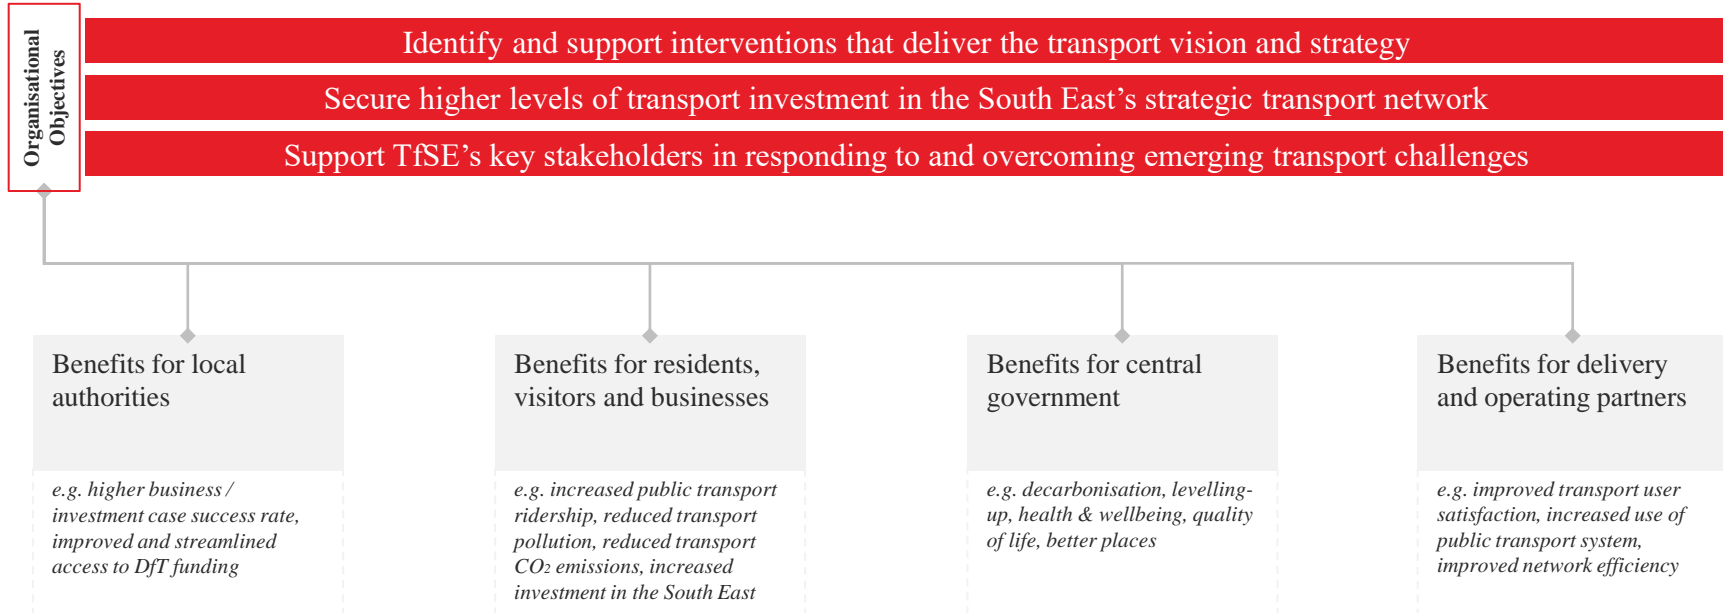 Organisational
Objectives
Identify and support interventions that deliver the transport vision and strategy
Secure higher levels of transport investment in the South East’s strategic transport network
Support TfSE’s key stakeholders in responding to and overcoming emerging transport challenges
Benefits for local
authorities
e.g. higher business /
investment case success rate,
improved and streamlined
access to DfT funding
Benefits for residents,
visitors and businesses
e.g. increased public transport
ridership, reduced transport
pollution, reduced transport
CO₂ emissions, increased
investment in the South East
Benefits for central
government
e.g. decarbonisation, levelling-
up, health & wellbeing, quality
of life, better places
Benefits for delivery
and operating partners
e.g. improved transport user
satisfaction, increased use of
public transport system,
improved network efficiency